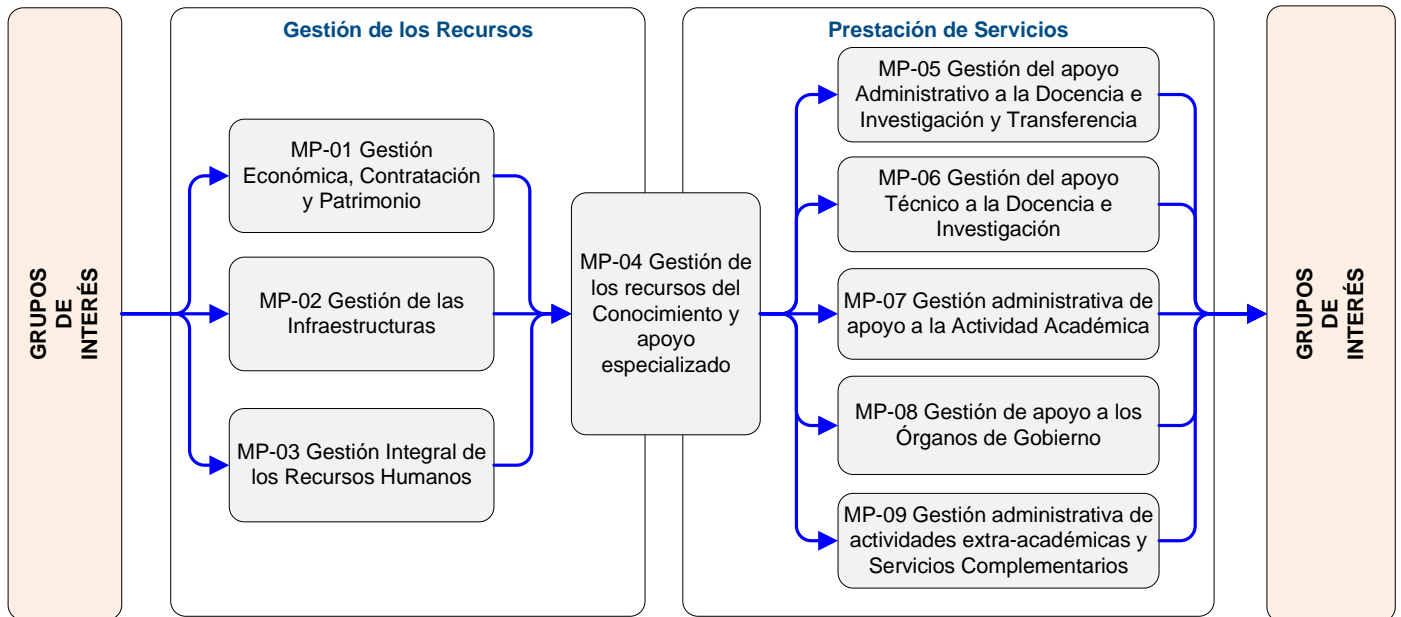 GRUPOS
DE
INTERÉS
Gestión de los Recursos
MP-01 Gestión
Económica, Contratación
y Patrimonio
MP-02 Gestión de las
Infraestructuras
MP-03 Gestión Integral de
los Recursos Humanos
MP-04 Gestión de
los recursos del
Conocimiento y
apoyo
especializado
Prestación de Servicios
MP-05 Gestión del apoyo
Administrativo a la Docencia e
Investigación y Transferencia
MP-06 Gestión del apoyo
Técnico a la Docencia e
Investigación
MP-07 Gestión administrativa de
apoyo a la Actividad Académica
MP-08 Gestión de apoyo a los
Órganos de Gobierno
MP-09 Gestión administrativa de
actividades extra-académicas y
Servicios Complementarios
GRUPOS
DE
INTERÉS